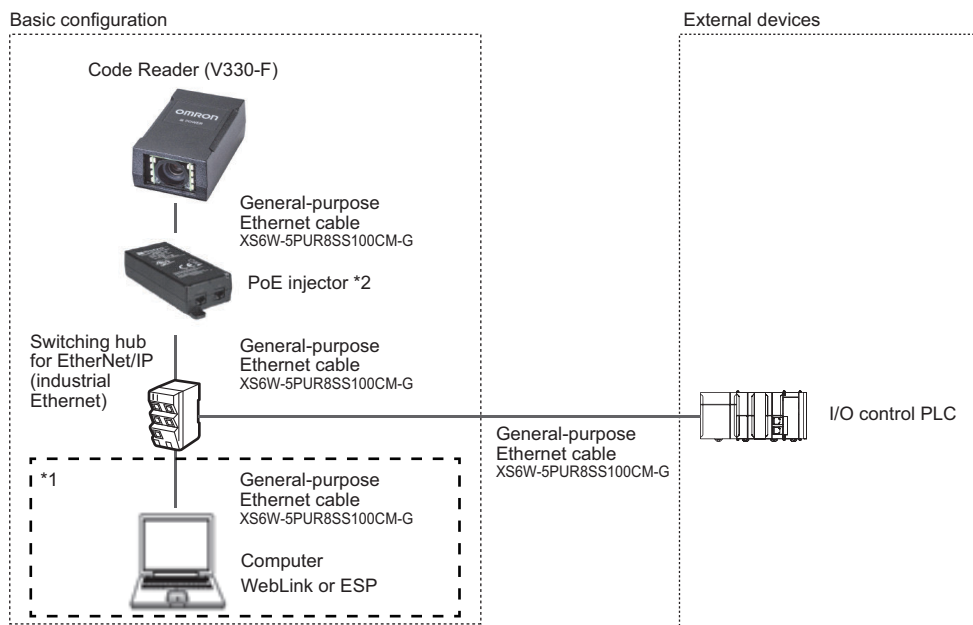 Basic configuration
External devices
Code Reader (V330-F)
OMRON
General-purpose
Ethernet cable
XS6W-5PUR8SS100CM-G
PoE injector *2
Switching hub
for EtherNet/IP
(industrial
Ethernet)
General-purpose
Ethernet cable
XS6W-5PUR8SS100CM-G
I/O control PLC
General-purpose
Ethernet cable
XS6W-5PUR8SS100CM-G
*1
General-purpose
Ethernet cable
XS6W-5PUR8SS100CM-G
Computer
WebLink or ESP